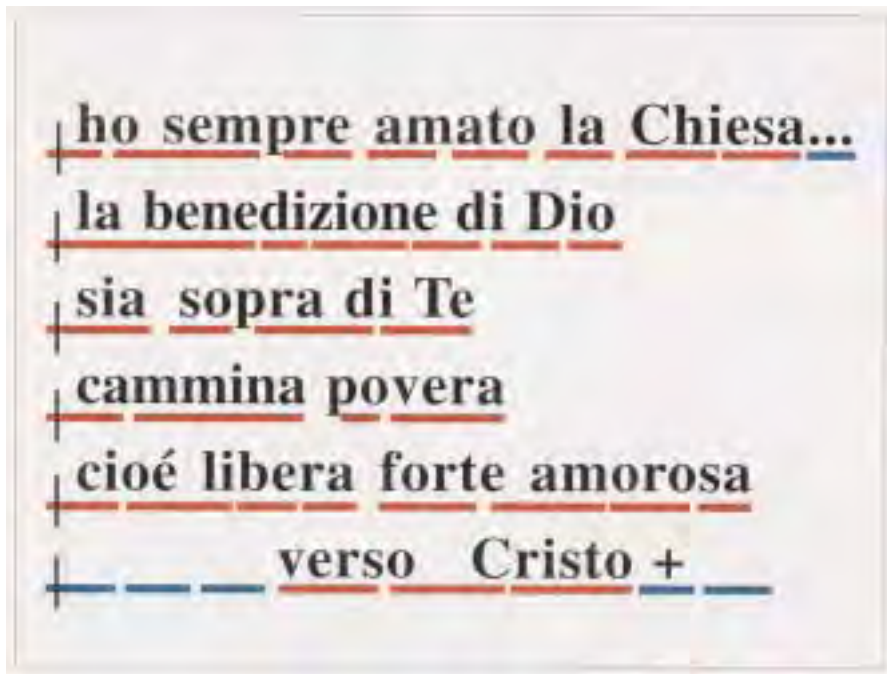 ho sempre amato la Chiesa...
la benedizione di Dio
sia sopra di Te
cammina povera
cioé libera forte amorosa
verso Cristo +